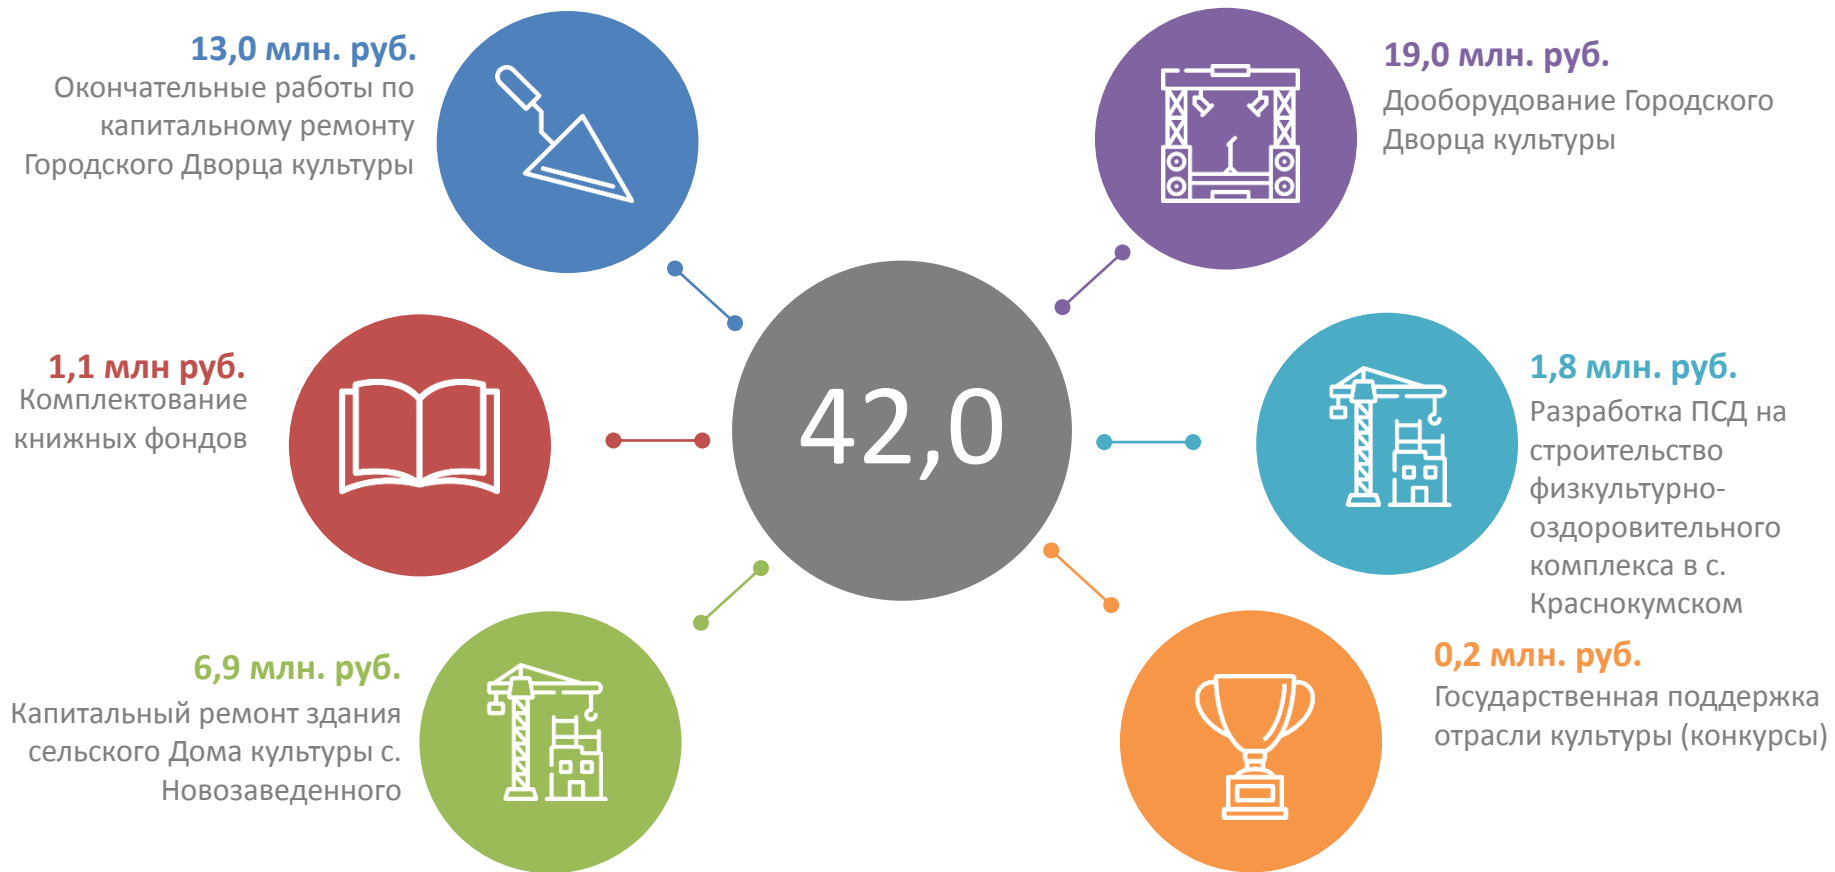 13,0 млн. руб.
Окончательные работы по
капитальному ремонту
Городского Дворца культуры
19,0 млн. руб.
Дооборудование Городского
Дворца культуры
1,1 млн руб.
Комплектование
книжных фондов
42,0
1,8 млн. руб.
Разработка ПСД на
строительство
физкультурно-
оздоровительного
комплекса в с.
Краснокумском
6,9 млн. руб.
Капитальный ремонт здания
сельского Дома культуры с.
Новозаведенного
0,2 млн. руб.
Государственная поддержка
отрасли культуры (конкурсы)